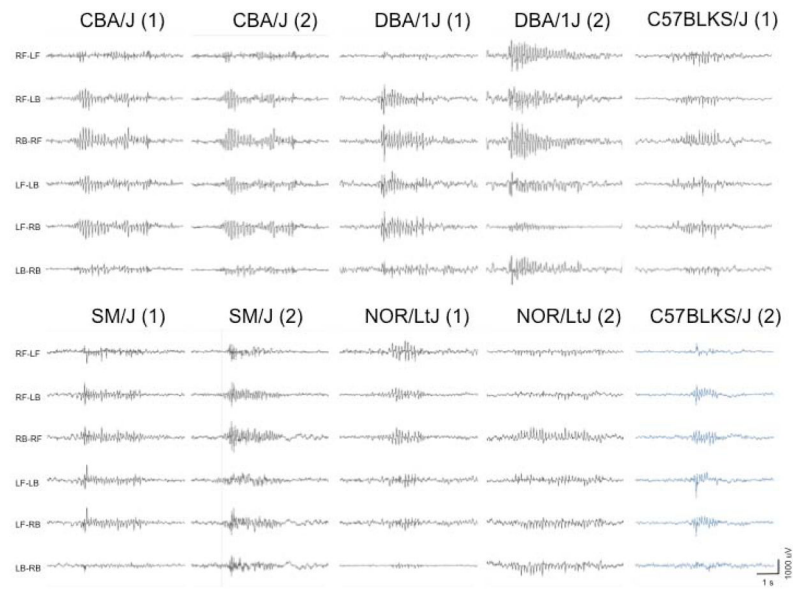 CBA/J (1) CBA/J (2) DBA/1J (1) DBA/1J (2) C57BLKS/J (1)
RF-LF
RF-LB
RB-RF
LF-LB
LF-RB
LB-RB
SM/J (1) SM/J (2) NOR/LtJ (1) NOR/LtJ (2) C57BLKS/J (2)
RF-LF
RF-LB
RB-RF
LF-LB
LF-RB
LB-RB
1000 uV
1 s